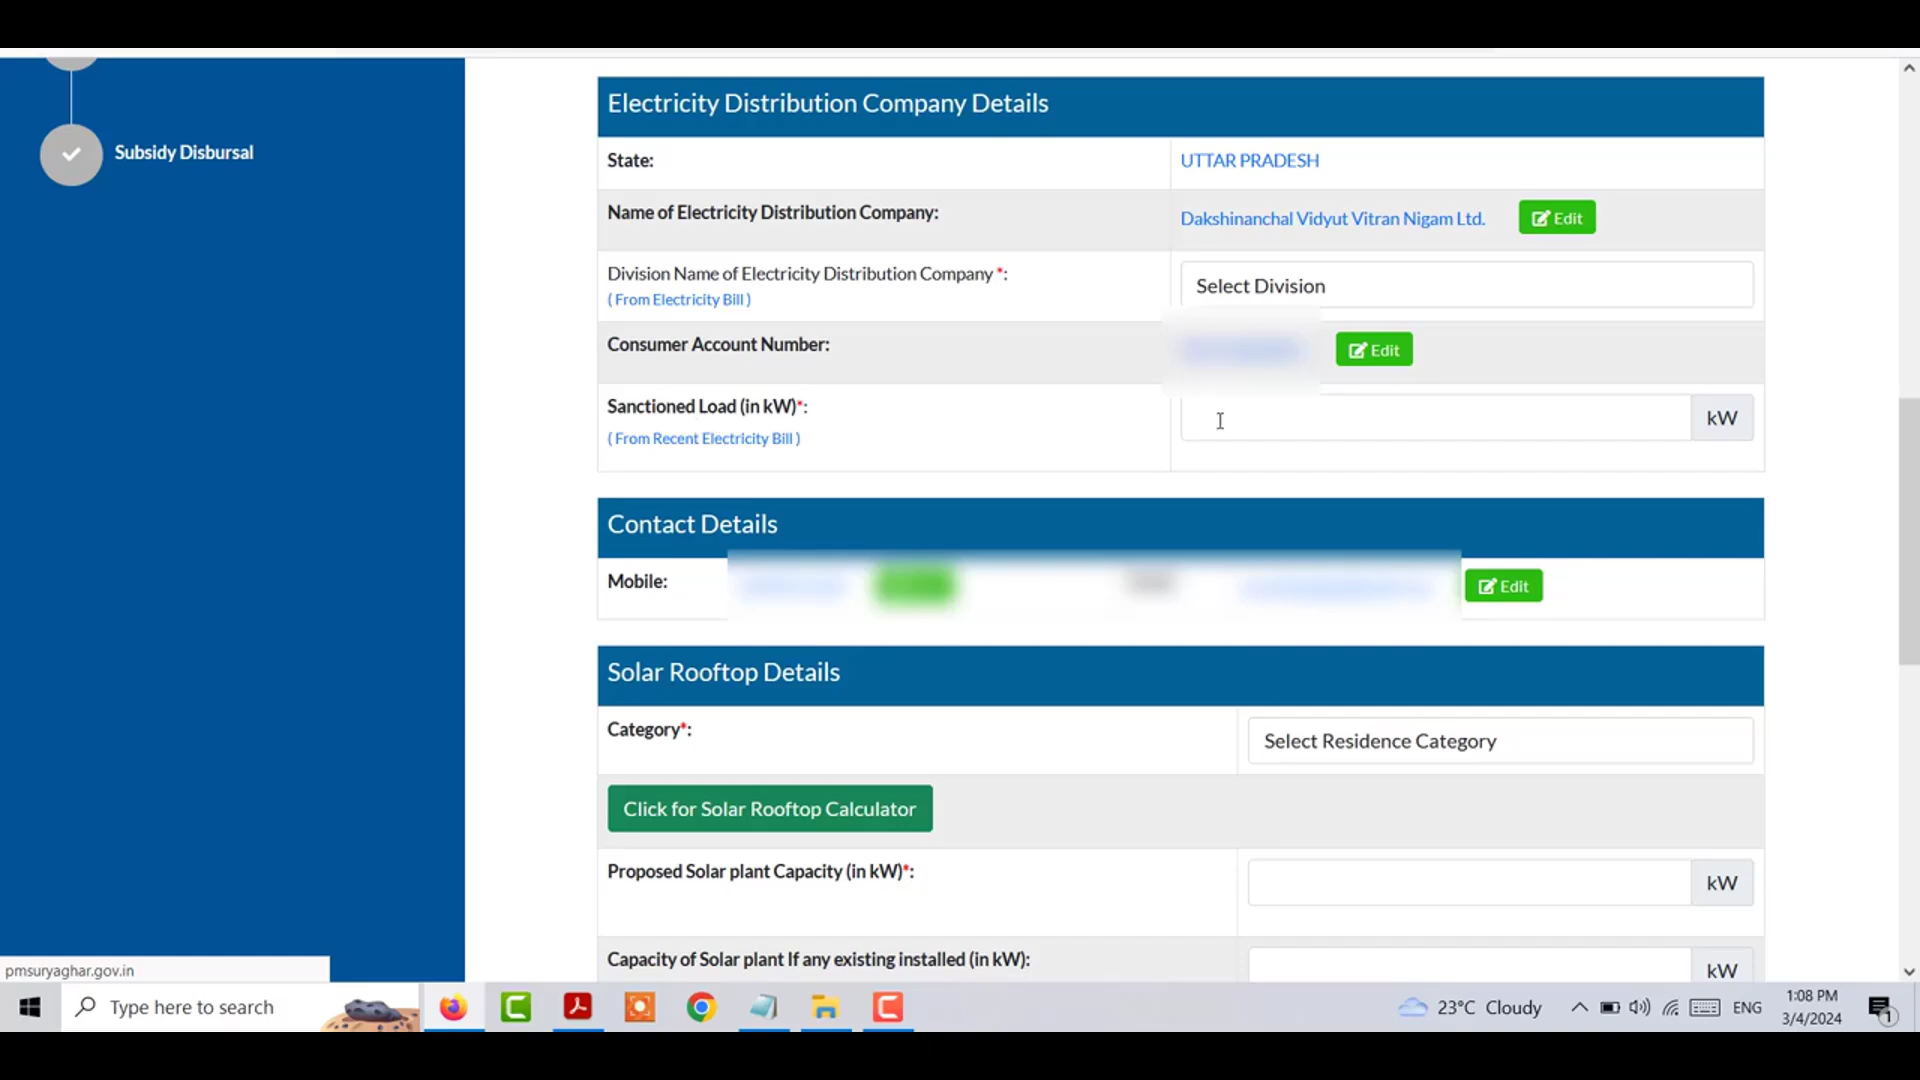 Subsidy Disbursal
Electricity Distribution Company Details
State:
UTTAR PRADESH
Name of Electricity Distribution Company:
Dakshinanchal Vidyut Vitran Nigam Ltd.
Edit
Division Name of Electricity Distribution Company *:
( From Electricity Bill )
Select Division
Consumer Account Number:
Edit
Sanctioned Load (in kW)*:
( From Recent Electricity Bill )
kW
Contact Details
Mobile:
Edit
Solar Rooftop Details
Category*:
Select Residence Category
Click for Solar Rooftop Calculator
Proposed Solar plant Capacity (in kW)*:
kW
Capacity of Solar plant If any existing installed (in kW):
kW
pmsuryaghar.gov.in
Type here to search
23°C Cloudy
ENG
1:08 PM
3/4/2024
1